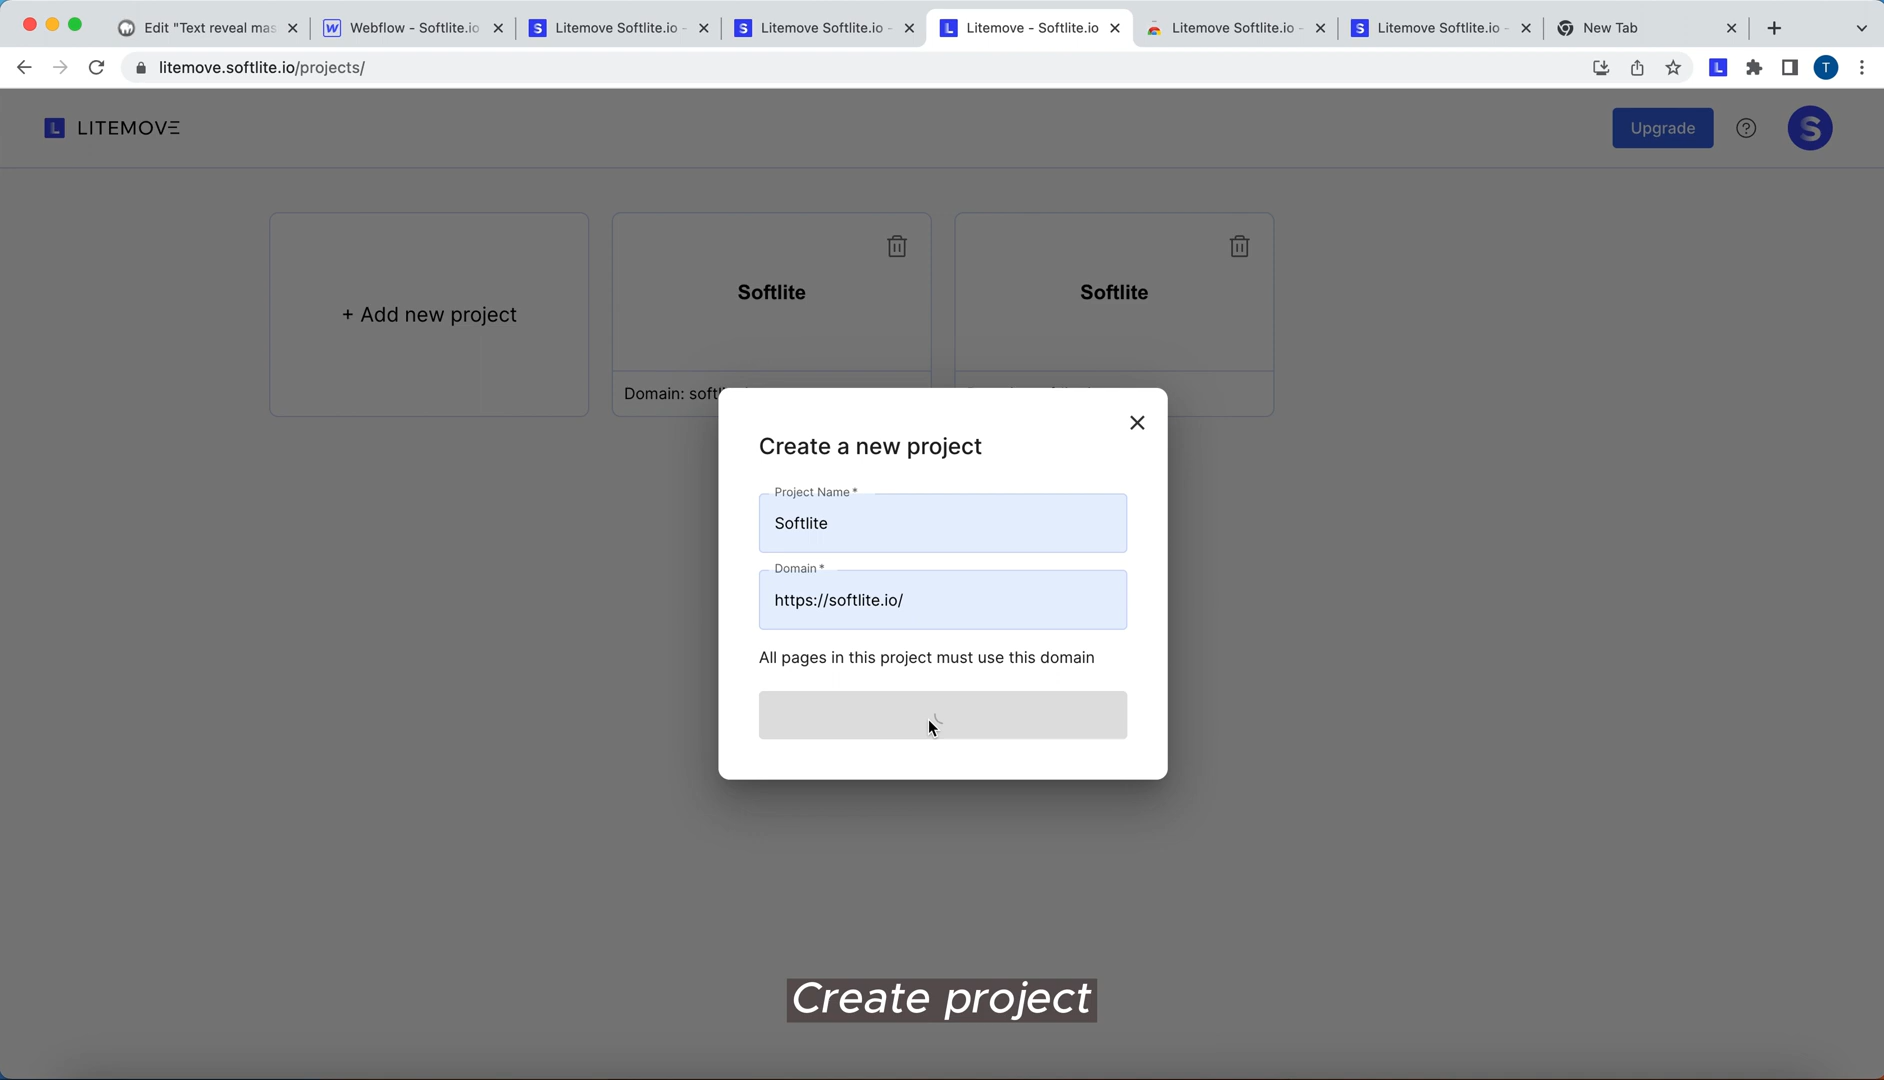 Edit "Text reveal mas
Webflow - Softlite.io
Litemove Softlite.io -
Litemove Softlite.io -
Litemove - Softlite.io
Litemove Softlite.io -
Litemove Softlite.io -
New Tab
litemove.softlite.io/projects/
T
L LITEMOVE
Upgrade
S
+ Add new project
Softlite
Softlite
Domain: softl
Create a new project
Project Name *
Softlite
Domain *
https://softlite.io/
All pages in this project must use this domain
Create project